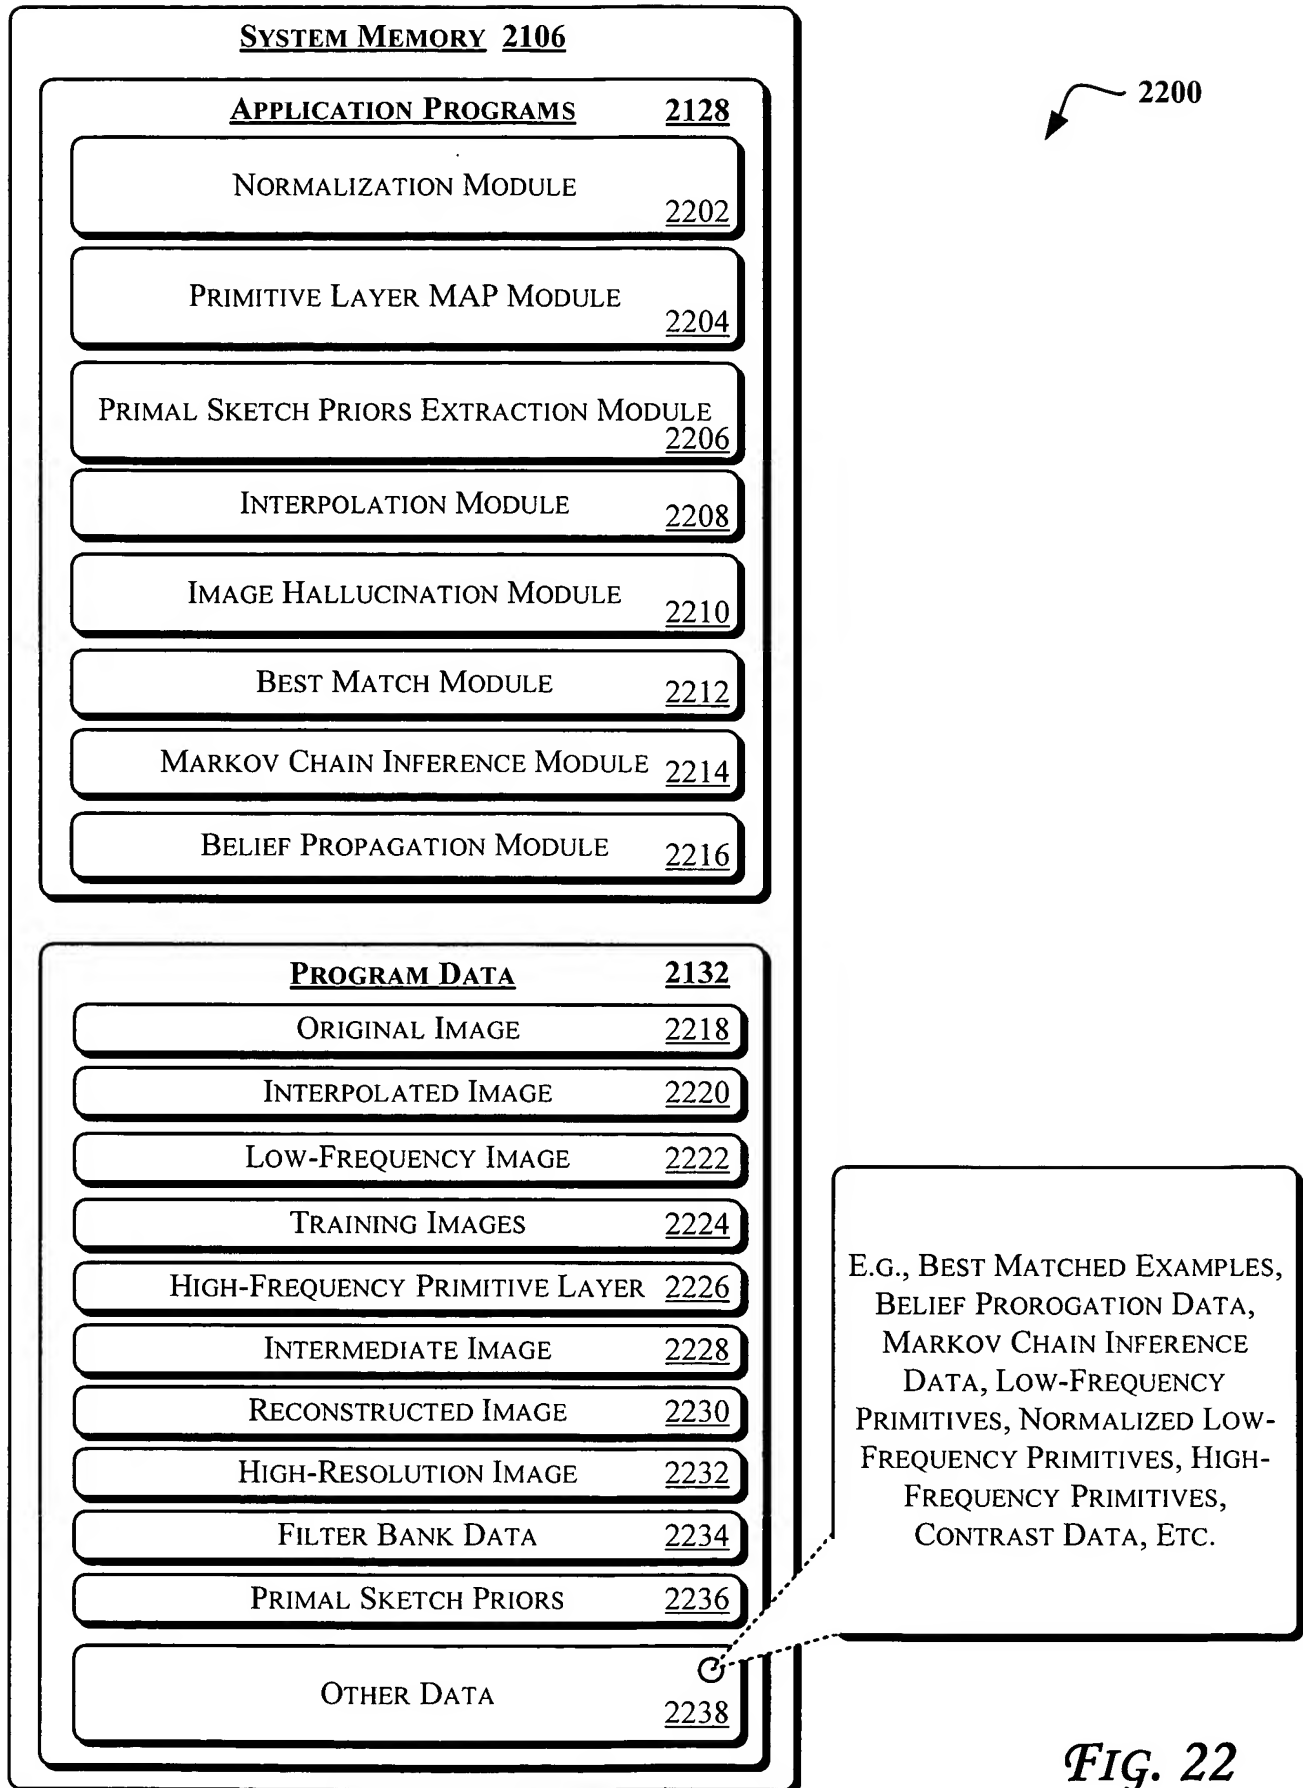 SYSTEM MEMORY 2106
2200
APPLICATION PROGRAMS 2128
NORMALIZATION MODULE
2202
PRIMITIVE LAYER MAP MODULE
2204
PRIMAL SKETCH PRIORS EXTRACTION MODULE
2206
INTERPOLATION MODULE
2208
IMAGE HALLUCINATION MODULE
2210
BEST MATCH MODULE
2212
MARKOV CHAIN INFERENCE MODULE 2214
BELIEF PROPAGATION MODULE 2216
PROGRAM DATA 2132
ORIGINAL IMAGE 2218
INTERPOLATED IMAGE 2220
LOW-FREQUENCY IMAGE 2222
TRAINING IMAGES 2224
HIGH-FREQUENCY PRIMITIVE LAYER 2226
INTERMEDIATE IMAGE 2228
RECONSTRUCTED IMAGE 2230
HIGH-RESOLUTION IMAGE 2232
FILTER BANK DATA 2234
PRIMAL SKETCH PRIORS 2236
OTHER DATA
2238
E.G., BEST MATCHED EXAMPLES,
BELIEF PROROGATION DATA,
MARKOV CHAIN INFERENCE
DATA, LOW-FREQUENCY
PRIMITIVES, NORMALIZED LOW-
FREQUENCY PRIMITIVES, HIGH-
FREQUENCY PRIMITIVES,
CONTRAST DATA, ETC.
FIG. 22